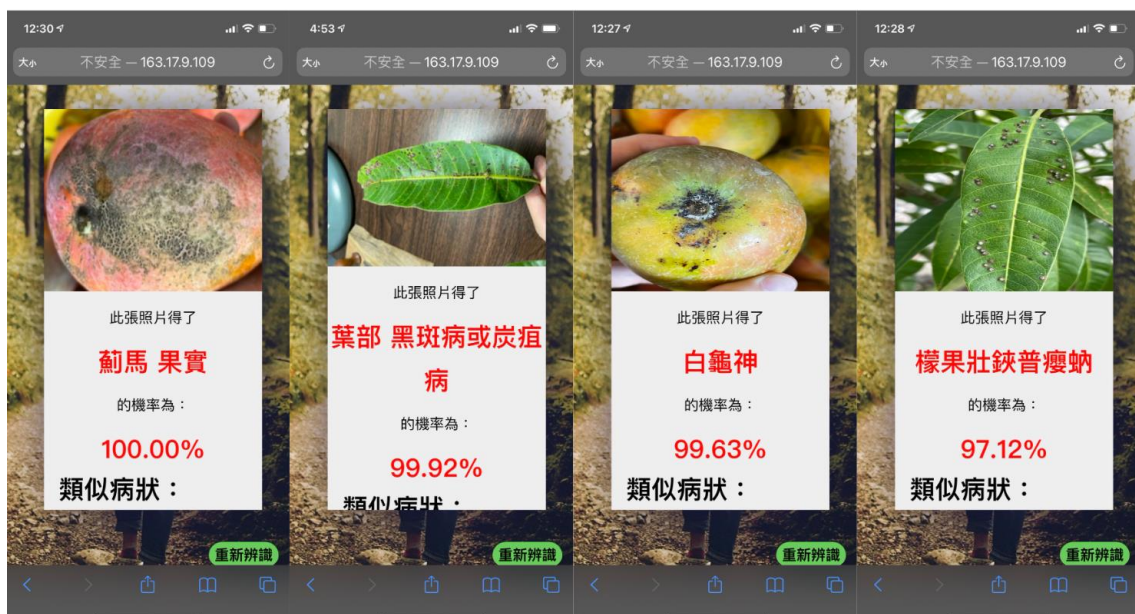 12:30
大小 不安全 — 163.17.9.109
此張照片得了
薊馬 果實
的機率為：
100.00%
類似病狀：
重新辨識
4:53
大小 不安全 — 163.17.9.109
此張照片得了
葉部 黑斑病或炭疽
病
的機率為：
99.92%
類似病狀：
重新辨識
12:27
大小 不安全 — 163.17.9.109
此張照片得了
白龜神
的機率為：
99.63%
類似病狀：
重新辨識
12:28
大小 不安全 — 163.17.9.109
此張照片得了
檬果壯鋏普癭蚋
的機率為：
97.12%
類似病狀：
重新辨識